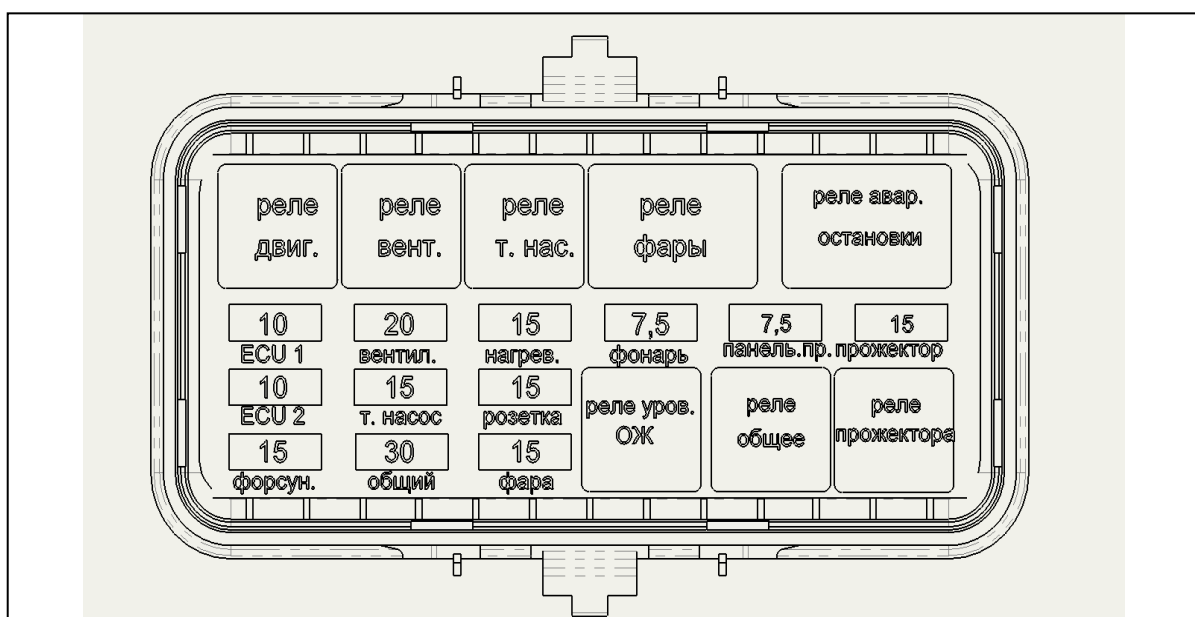 реле двиг.
реле вент.
реле т. нас.
реле фары
реле авар. остановки
10 20 15 7,5 7,5 15
ECU 1 вентил. нагрев. фонарь панель.пр. прожектор
10 15 15
ECU 2 т. насос розетка
15 30 15
форсун. общий фара
реле уров. ОЖ
реле общее
реле прожектора